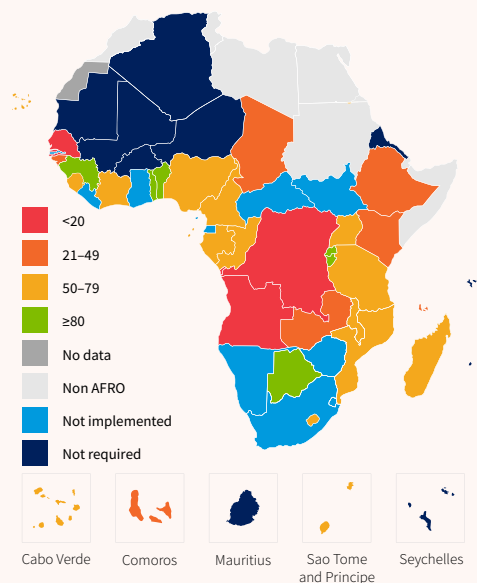 <20
21–49
50–79
≥80
No data
Non AFRO
Not implemented
Not required
Cabo Verde
Comoros
Mauritius
Sao Tome
and Principe
Seychelles